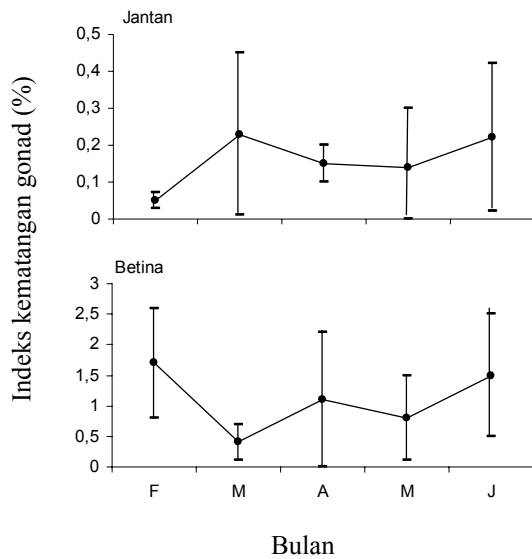 Jantan
0,5
0,4
0,3
0,2
0,1
0
Indeks kematangan gonad (%)
Betina
3
2,5
2
1,5
1
0,5
0
F M A M J
Bulan